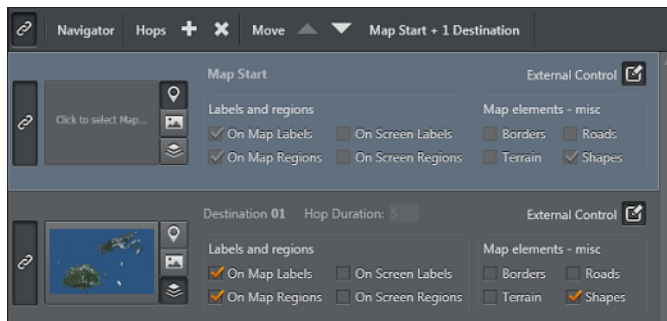 Navigator Hops Move Map Start + 1 Destination
Map Start External Control
Click to select Map...
Labels and regions Map elements - misc
On Map Labels On Screen Labels Borders Roads
On Map Regions On Screen Regions Terrain Shapes
Destination 01 Hop Duration: 5 External Control
Labels and regions Map elements - misc
On Map Labels On Screen Labels Borders Roads
On Map Regions On Screen Regions Terrain Shapes